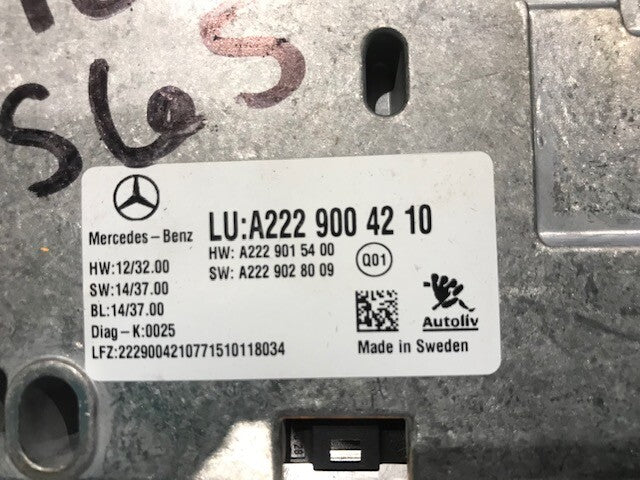 S
S6
Mercedes-Benz
LU:A222 900 42 10
HW: A222 901 54 00
SW: A222 902 80 09
Q01
HW:12/32.00
SW:14/37.00
BL:14/37.00
Diag-K:0025
LFZ:2229004210771510118034
Autoliv
Made in Sweden